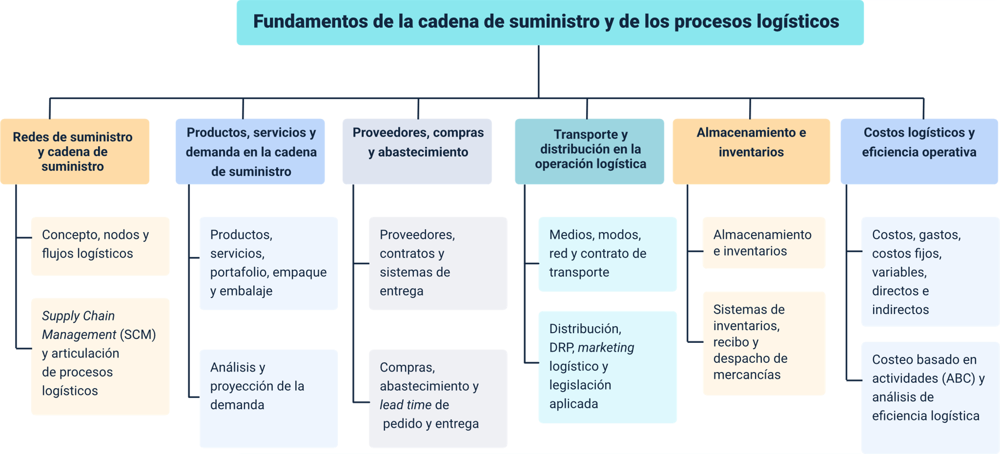 Fundamentos de la cadena de suministro y de los procesos logísticos
Redes de suministro
y cadena de
suministro
Concepto, nodos y
flujos logísticos
Supply Chain
Management (SCM)
y articulación
de procesos
logísticos
Productos, servicios y
demanda en la cadena
de suministro
Productos,
servicios,
portafolio, empaque
y embalaje
Análisis y
proyección de la
demanda
Proveedores, compras
y abastecimiento
Proveedores,
contratos y
sistemas de
entrega
Compras,
abastecimiento y
lead time de
pedido y entrega
Transporte y
distribución en la
operación logística
Medios, modos,
red y contrato de
transporte
Distribución,
DRP, marketing
logístico y
legislación
aplicada
Almacenamiento e
inventarios
Almacenamiento
e inventarios
Sistemas de
inventarios,
recibo y
despacho de
mercancías
Costos logísticos y
eficiencia operativa
Costos, gastos,
costos fijos,
variables,
directos e
indirectos
Costeo basado en
actividades (ABC) y
análisis de
eficiencia logística